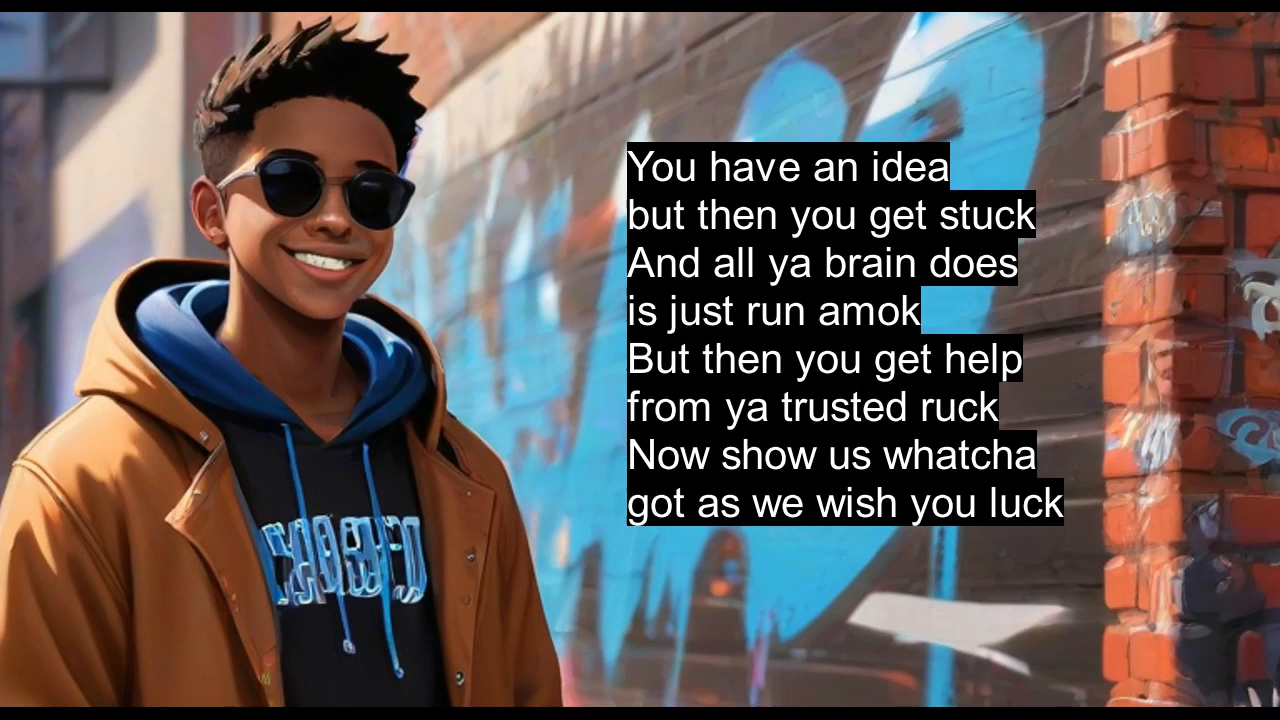 You have an idea
but then you get stuck
And all ya brain does
is just run amok
But then you get help
from ya trusted ruck
Now show us whatcha
got as we wish you luck